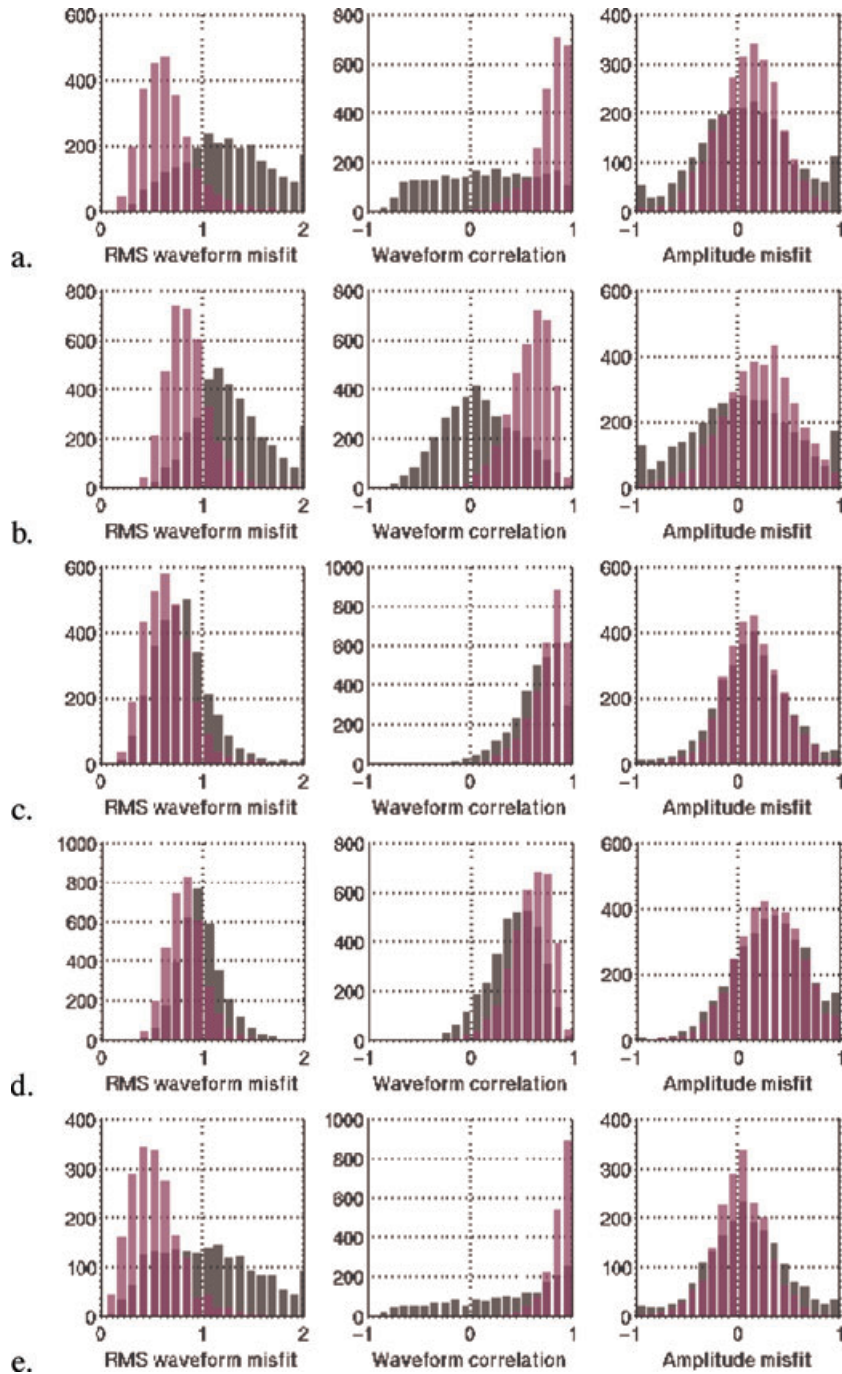 600 800 400
600 300
400
400 200
200
200 100
0 0 0
0 1 2 -1 0 1 -1 0 1
a. RMS waveform misfit Waveform correlation Amplitude misfit
800 800 600
600 600
400
400 400
200
200 200
0 0 0
0 1 2 -1 0 1 -1 0 1
b. RMS waveform misfit Waveform correlation Amplitude misfit
600 1000 600
800
400 600 400
400
200 200
200
0 0 0
0 1 2 -1 0 1 -1 0 1
c. RMS waveform misfit Waveform correlation Amplitude misfit
1000 800 600
800 600
600 400
400
400 200
200 200
0 0 0
0 1 2 -1 0 1 -1 0 1
d. RMS waveform misfit Waveform correlation Amplitude misfit
400 1000 400
300 800 300
600
200 200
400
100 200 100
0 0 0
0 1 2 -1 0 1 -1 0 1
e. RMS waveform misfit Waveform correlation Amplitude misfit